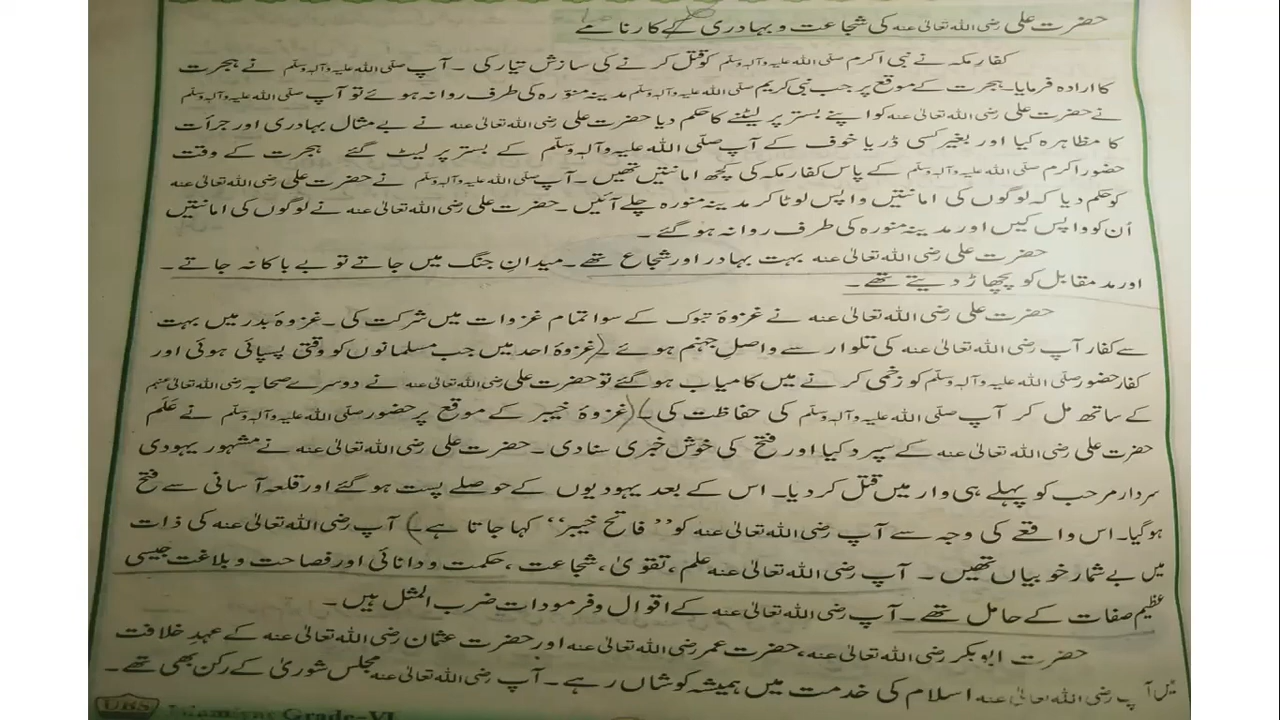 حضرت علی رضی اللہ تعالیٰ عنہ کی شجاعت و بہادری کے کارنامے
کفار مکہ نے نبی اکرم صلی اللہ علیہ وآلہ وسلم کو قتل کرنے کی سازش تیار کی ۔ آپ صلی اللہ علیہ وآلہ وسلم نے ہجرت
کا ارادہ فرمایا۔ ہجرت کے موقع پر جب نبی کریم صلی اللہ علیہ وآلہ وسلم مدینہ منورہ کی طرف روانہ ہوئے تو آپ صلی اللہ علیہ وآلہ وسلم
نے حضرت علی رضی اللہ تعالیٰ عنہ کو اپنے بستر پر لیٹنے کا حکم دیا حضرت علی رضی اللہ تعالیٰ عنہ نے بے مثال بہادری اور جرأت
کا مظاہرہ کیا اور بغیر کسی ڈر یا خوف کے آپ صلی اللہ علیہ وآلہ وسلم کے بستر پر لیٹ گئے ہجرت کے وقت
حضور اکرم صلی اللہ علیہ وآلہ وسلم کے پاس کفار مکہ کی کچھ امانتیں تھیں ۔ آپ صلی اللہ علیہ وآلہ وسلم نے حضرت علی رضی اللہ تعالیٰ عنہ
کو حکم دیا کہ لوگوں کی امانتیں واپس لوٹا کر مدینہ منورہ چلے آئیں ۔ حضرت علی رضی اللہ تعالیٰ عنہ نے لوگوں کی امانتیں
اُن کو واپس کیں اور مدینہ منورہ کی طرف روانہ ہو گئے ۔
حضرت علی رضی اللہ تعالیٰ عنہ بہت بہادر اور شجاع تھے ۔ میدانِ جنگ میں جاتے تو بے باکانہ جاتے ۔
اور مد مقابل کو پچھاڑ دیتے تھے ۔
حضرت علی رضی اللہ تعالیٰ عنہ نے غزوۂ تبوک کے سوا تمام غزوات میں شرکت کی ۔ غزوۂ بدر میں بہت
سے کفار آپ رضی اللہ تعالیٰ عنہ کی تلوار سے واصلِ جہنم ہوئے (غزوۂ احد میں جب مسلمانوں کو وقتی پسپائی ہوئی اور
کفار حضور صلی اللہ علیہ وآلہ وسلم کو زخمی کرنے میں کامیاب ہو گئے تو حضرت علی رضی اللہ تعالیٰ عنہ نے دوسرے صحابہ رضی اللہ تعالیٰ عنہم
کے ساتھ مل کر آپ صلی اللہ علیہ وآلہ وسلم کی حفاظت کی ۔)(غزوۂ خیبر کے موقع پر حضور صلی اللہ علیہ وآلہ وسلم نے عَلَم
حضرت علی رضی اللہ تعالیٰ عنہ کے سپرد کیا اور فتح کی خوش خبری سنا دی ۔ حضرت علی رضی اللہ تعالیٰ عنہ نے مشہور یہودی
سردار مرحب کو پہلے ہی وار میں قتل کر دیا۔ اس کے بعد یہودیوں کے حوصلے پست ہو گئے اور قلعہ آسانی سے فتح
ہو گیا۔ اس واقعے کی وجہ سے آپ رضی اللہ تعالیٰ عنہ کو ’’فاتح خیبر‘‘ کہا جاتا ہے ۔) آپ رضی اللہ تعالیٰ عنہ کی ذات
میں بے شمار خوبیاں تھیں ۔ آپ رضی اللہ تعالیٰ عنہ علم ، تقویٰ ، شجاعت ، حکمت و دانائی اور فصاحت و بلاغت جیسی
عظیم صفات کے حامل تھے ۔ آپ رضی اللہ تعالیٰ عنہ کے اقوال و فرمودات ضرب المثل ہیں ۔
حضرت ابوبکر رضی اللہ تعالیٰ عنہ ، حضرت عمر رضی اللہ تعالیٰ عنہ اور حضرت عثمان رضی اللہ تعالیٰ عنہ کے عہدِ خلافت
میں آپ رضی اللہ تعالیٰ عنہ اسلام کی خدمت میں ہمیشہ کوشاں رہے ۔ آپ رضی اللہ تعالیٰ عنہ مجلس شوریٰ کے رکن بھی تھے ۔
UBS Islamiyat Grade-VI